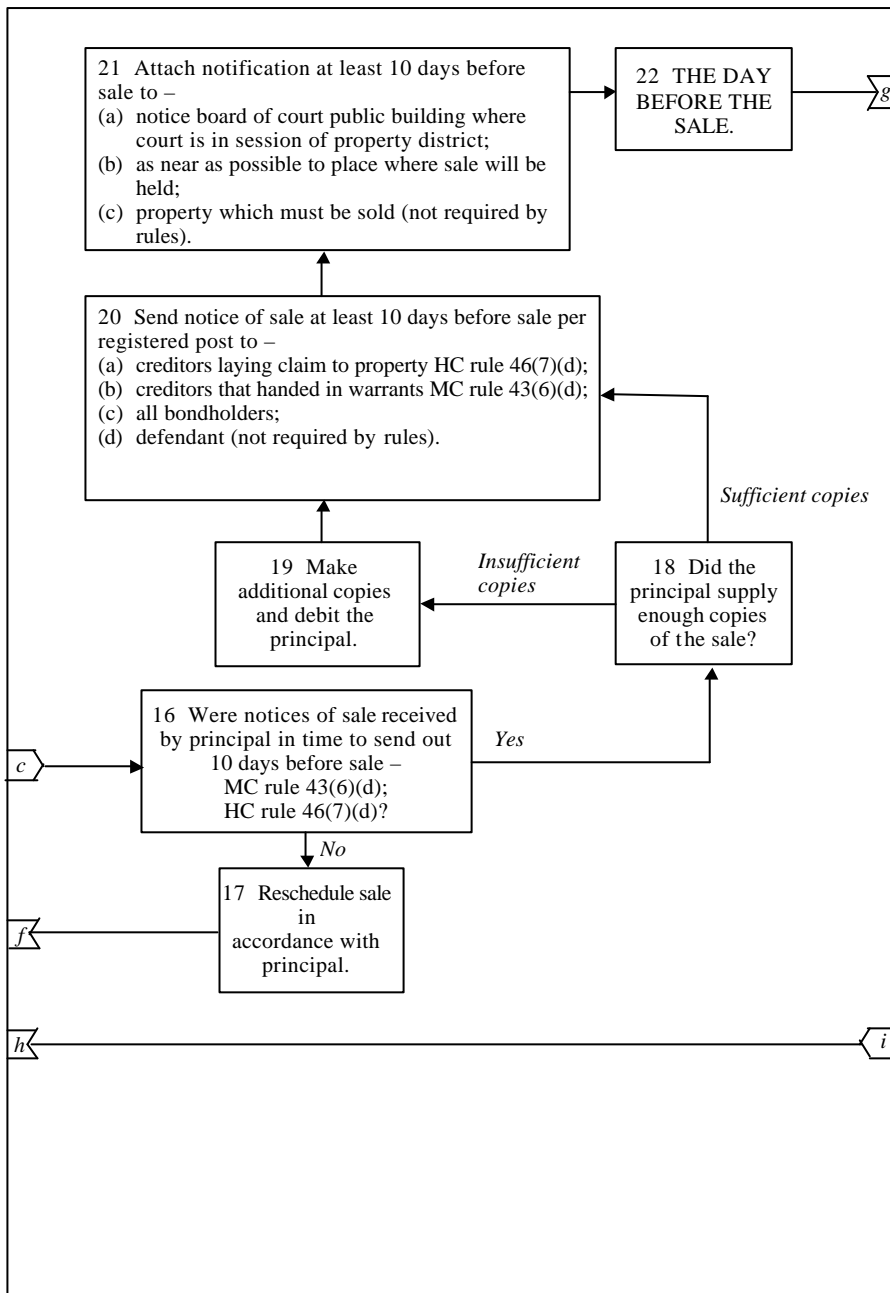 21 Attach notification at least 10 days before
sale to –
(a) notice board of court public building where
court is in session of property district;
(b) as near as possible to place where sale will be
held;
(c) property which must be sold (not required by
rules).
22 THE DAY
BEFORE THE
SALE.
g
20 Send notice of sale at least 10 days before sale per
registered post to –
(a) creditors laying claim to property HC rule 46(7)(d);
(b) creditors that handed in warrants MC rule 43(6)(d);
(c) all bondholders;
(d) defendant (not required by rules).
Sufficient copies
19 Make
additional copies
and debit the
principal.
Insufficient
copies
18 Did the
principal supply
enough copies
of the sale?
c
16 Were notices of sale received
by principal in time to send out
10 days before sale –
MC rule 43(6)(d);
HC rule 46(7)(d)?
Yes
No
f
17 Reschedule sale
in
accordance with
principal.
h
i